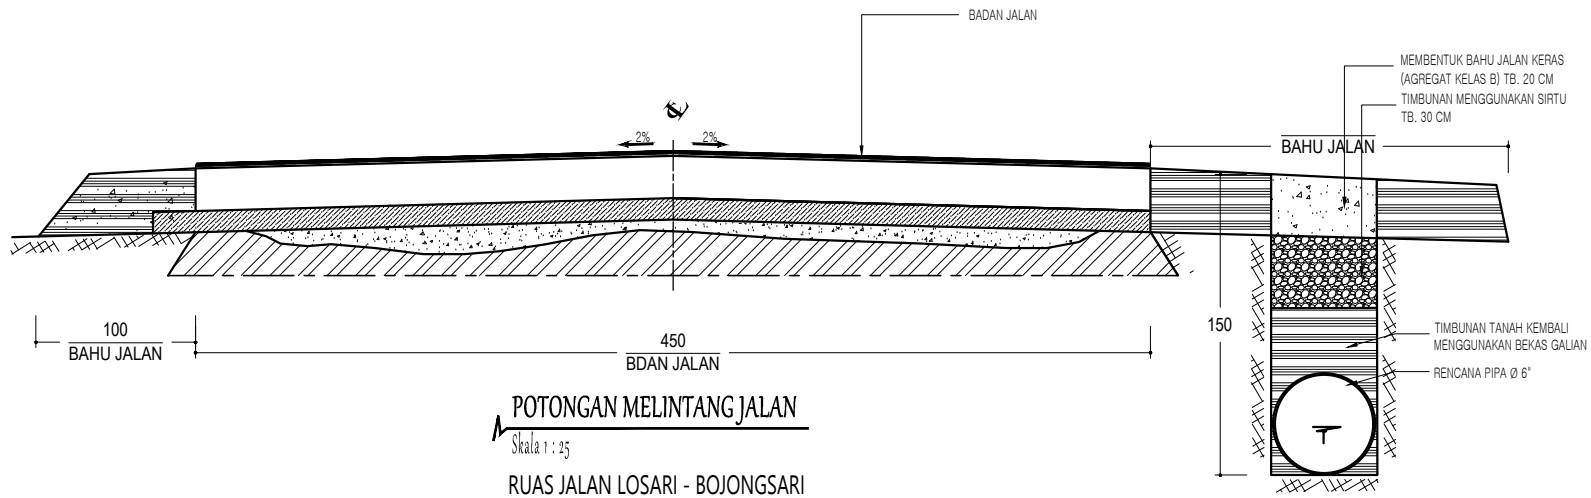 BADAN JALAN
MEMBENTUK BAHU JALAN KERAS
(AGREGAT KELAS B) TB. 20 CM
TIMBUNAN MENGGUNAKAN SIRTU
TB. 30 CM
℄
2% 2%
BAHU JALAN
100
BAHU JALAN
450
BDAN JALAN
150
TIMBUNAN TANAH KEMBALI
MENGGUNAKAN BEKAS GALIAN
RENCANA PIPA Ø 6"
POTONGAN MELINTANG JALAN
Skala 1 : 25
RUAS JALAN LOSARI - BOJONGSARI